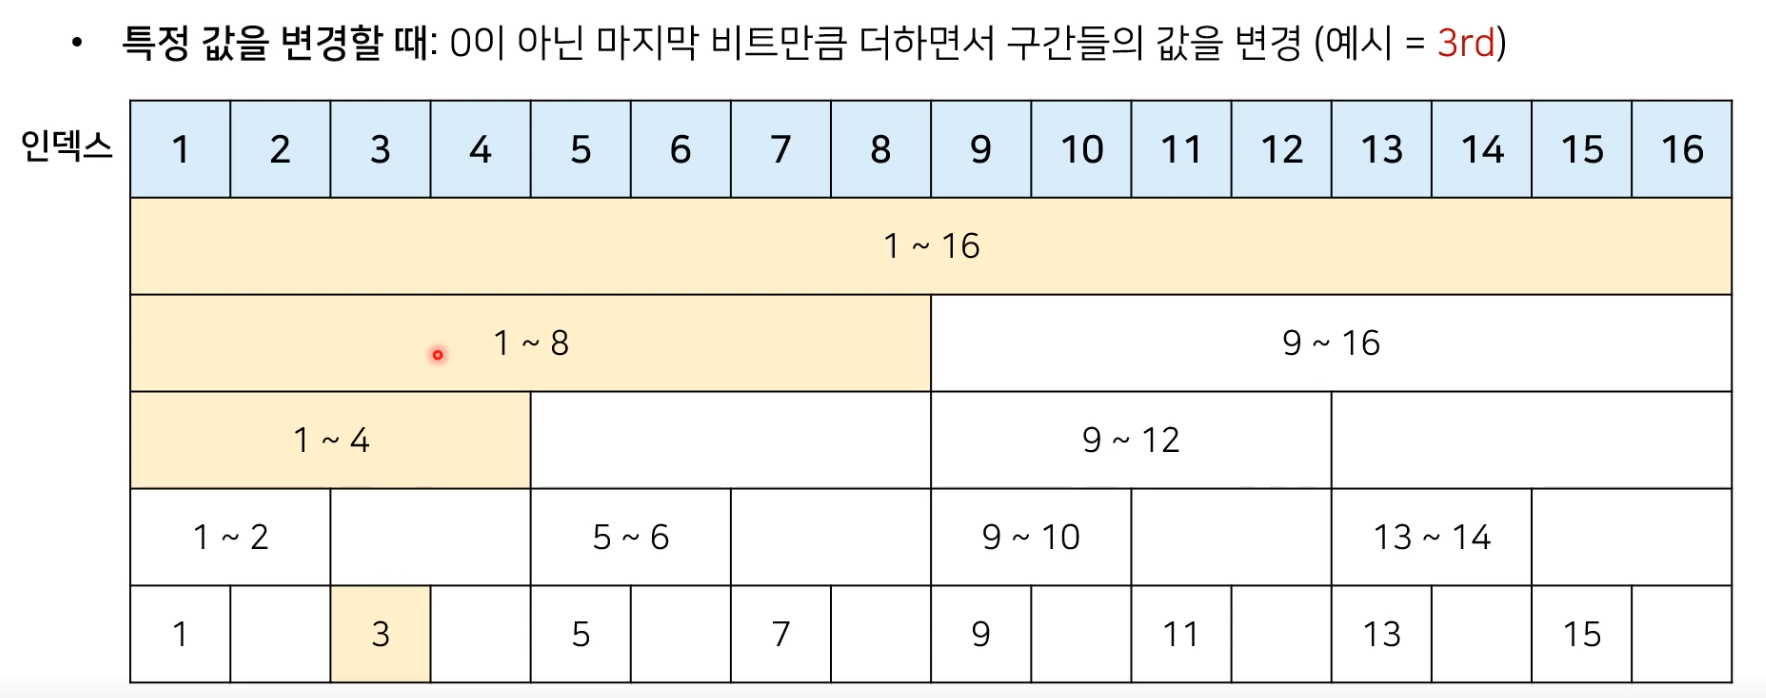 • 특정 값을 변경할 때: 0이 아닌 마지막 비트만큼 더하면서 구간들의 값을 변경 (예시 = 3rd)
인덱스 1 2 3 4 5 6 7 8 9 10 11 12 13 14 15 16
1 ~ 16
1 ~ 8 9 ~ 16
1 ~ 4 9 ~ 12
1 ~ 2 5 ~ 6 9 ~ 10 13 ~ 14
1 3 5 7 9 11 13 15